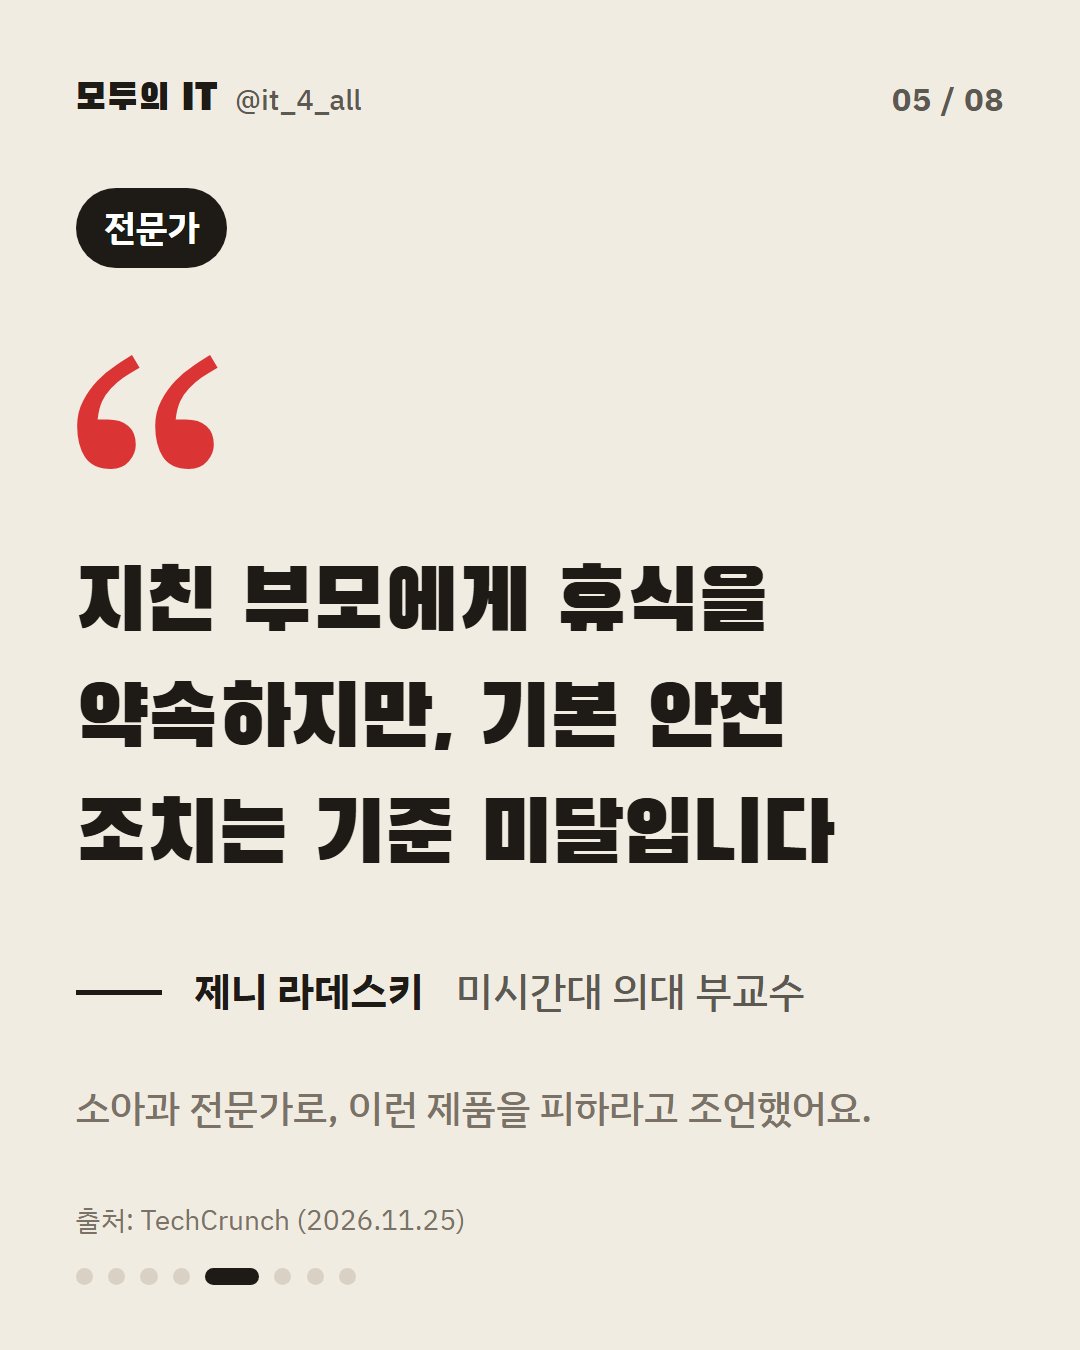 모두의 IT @it_4_all 05 / 08
전문가
“
지친 부모에게 휴식을
약속하지만, 기본 안전
조치는 기준 미달입니다
제니 라데스키 미시간대 의대 부교수
소아과 전문가로, 이런 제품을 피하라고 조언했어요.
출처: TechCrunch (2026.11.25)